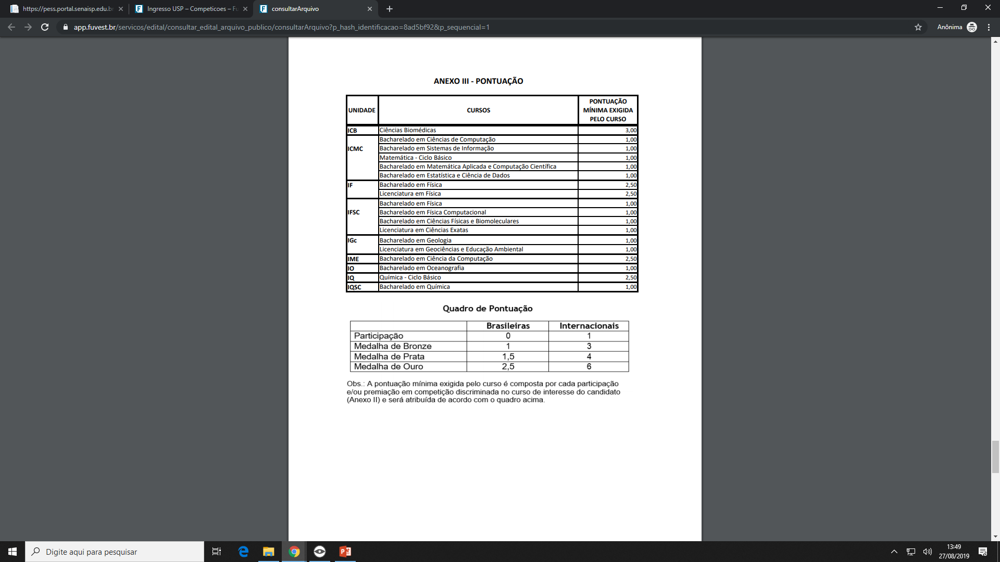 https://pess.portal.senaisp.edu.br
Ingresso USP – Competicoes – Fu
consultarArquivo
app.fuvest.br/servicos/edital/consultar_edital_arquivo_publico/consultarArquivo?p_hash_identificacao=8ad5bf92&p_sequencial=1
Anônima
ANEXO III - PONTUAÇÃO
UNIDADE CURSOS PONTUAÇÃO MÍNIMA EXIGIDA PELO CURSO
ICB Ciências Biomédicas 3,00
Bacharelado em Ciências de Computação 1,00
ICMC Bacharelado em Sistemas de Informação 1,00
Matemática - Ciclo Básico 1,00
Bacharelado em Matemática Aplicada e Computação Científica 1,00
Bacharelado em Estatística e Ciência de Dados 1,00
IF Bacharelado em Física 2,50
Licenciatura em Física 2,50
Bacharelado em Física 1,00
IFSC Bacharelado em Física Computacional 1,00
Bacharelado em Ciências Físicas e Biomoleculares 1,00
Licenciatura em Ciências Exatas 1,00
IGc Bacharelado em Geologia 1,00
Licenciatura em Geociências e Educação Ambiental 1,00
IME Bacharelado em Ciência da Computação 2,50
IO Bacharelado em Oceanografia 1,00
IQ Química - Ciclo Básico 2,50
IQSC Bacharelado em Química 1,00
Quadro de Pontuação
Brasileiras Internacionais
Participação 0 1
Medalha de Bronze 1 3
Medalha de Prata 1,5 4
Medalha de Ouro 2,5 6
Obs.: A pontuação mínima exigida pelo curso é composta por cada participação
e/ou premiação em competição discriminada no curso de interesse do candidato
(Anexo II) e será atribuída de acordo com o quadro acima.
Digite aqui para pesquisar
13:49
27/08/2019